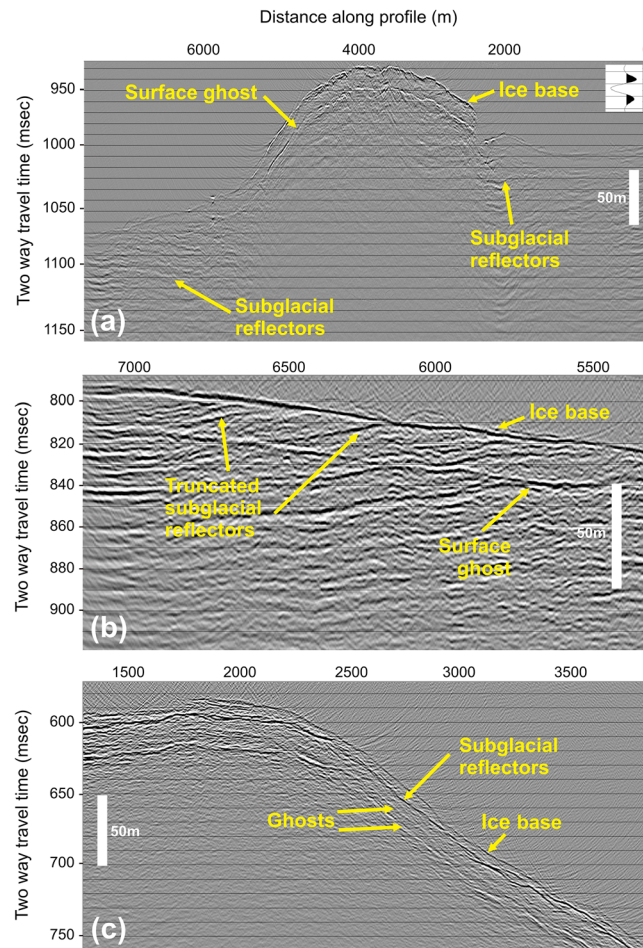 Distance along profile (m)
6000 4000 2000 0
Two way travel time (msec)
950
1000
1050
1100
1150
Surface ghost
Ice base
50m
Subglacial
reflectors
Subglacial
reflectors
(a)
7000 6500 6000 5500
Two way travel time (msec)
800
820
840
860
880
900
Ice base
Truncated
subglacial
reflectors
Surface
ghost
50m
(b)
1500 2000 2500 3000 3500
Two way travel time (msec)
600
650
700
750
Subglacial
reflectors
Ghosts
Ice base
50m
(c)